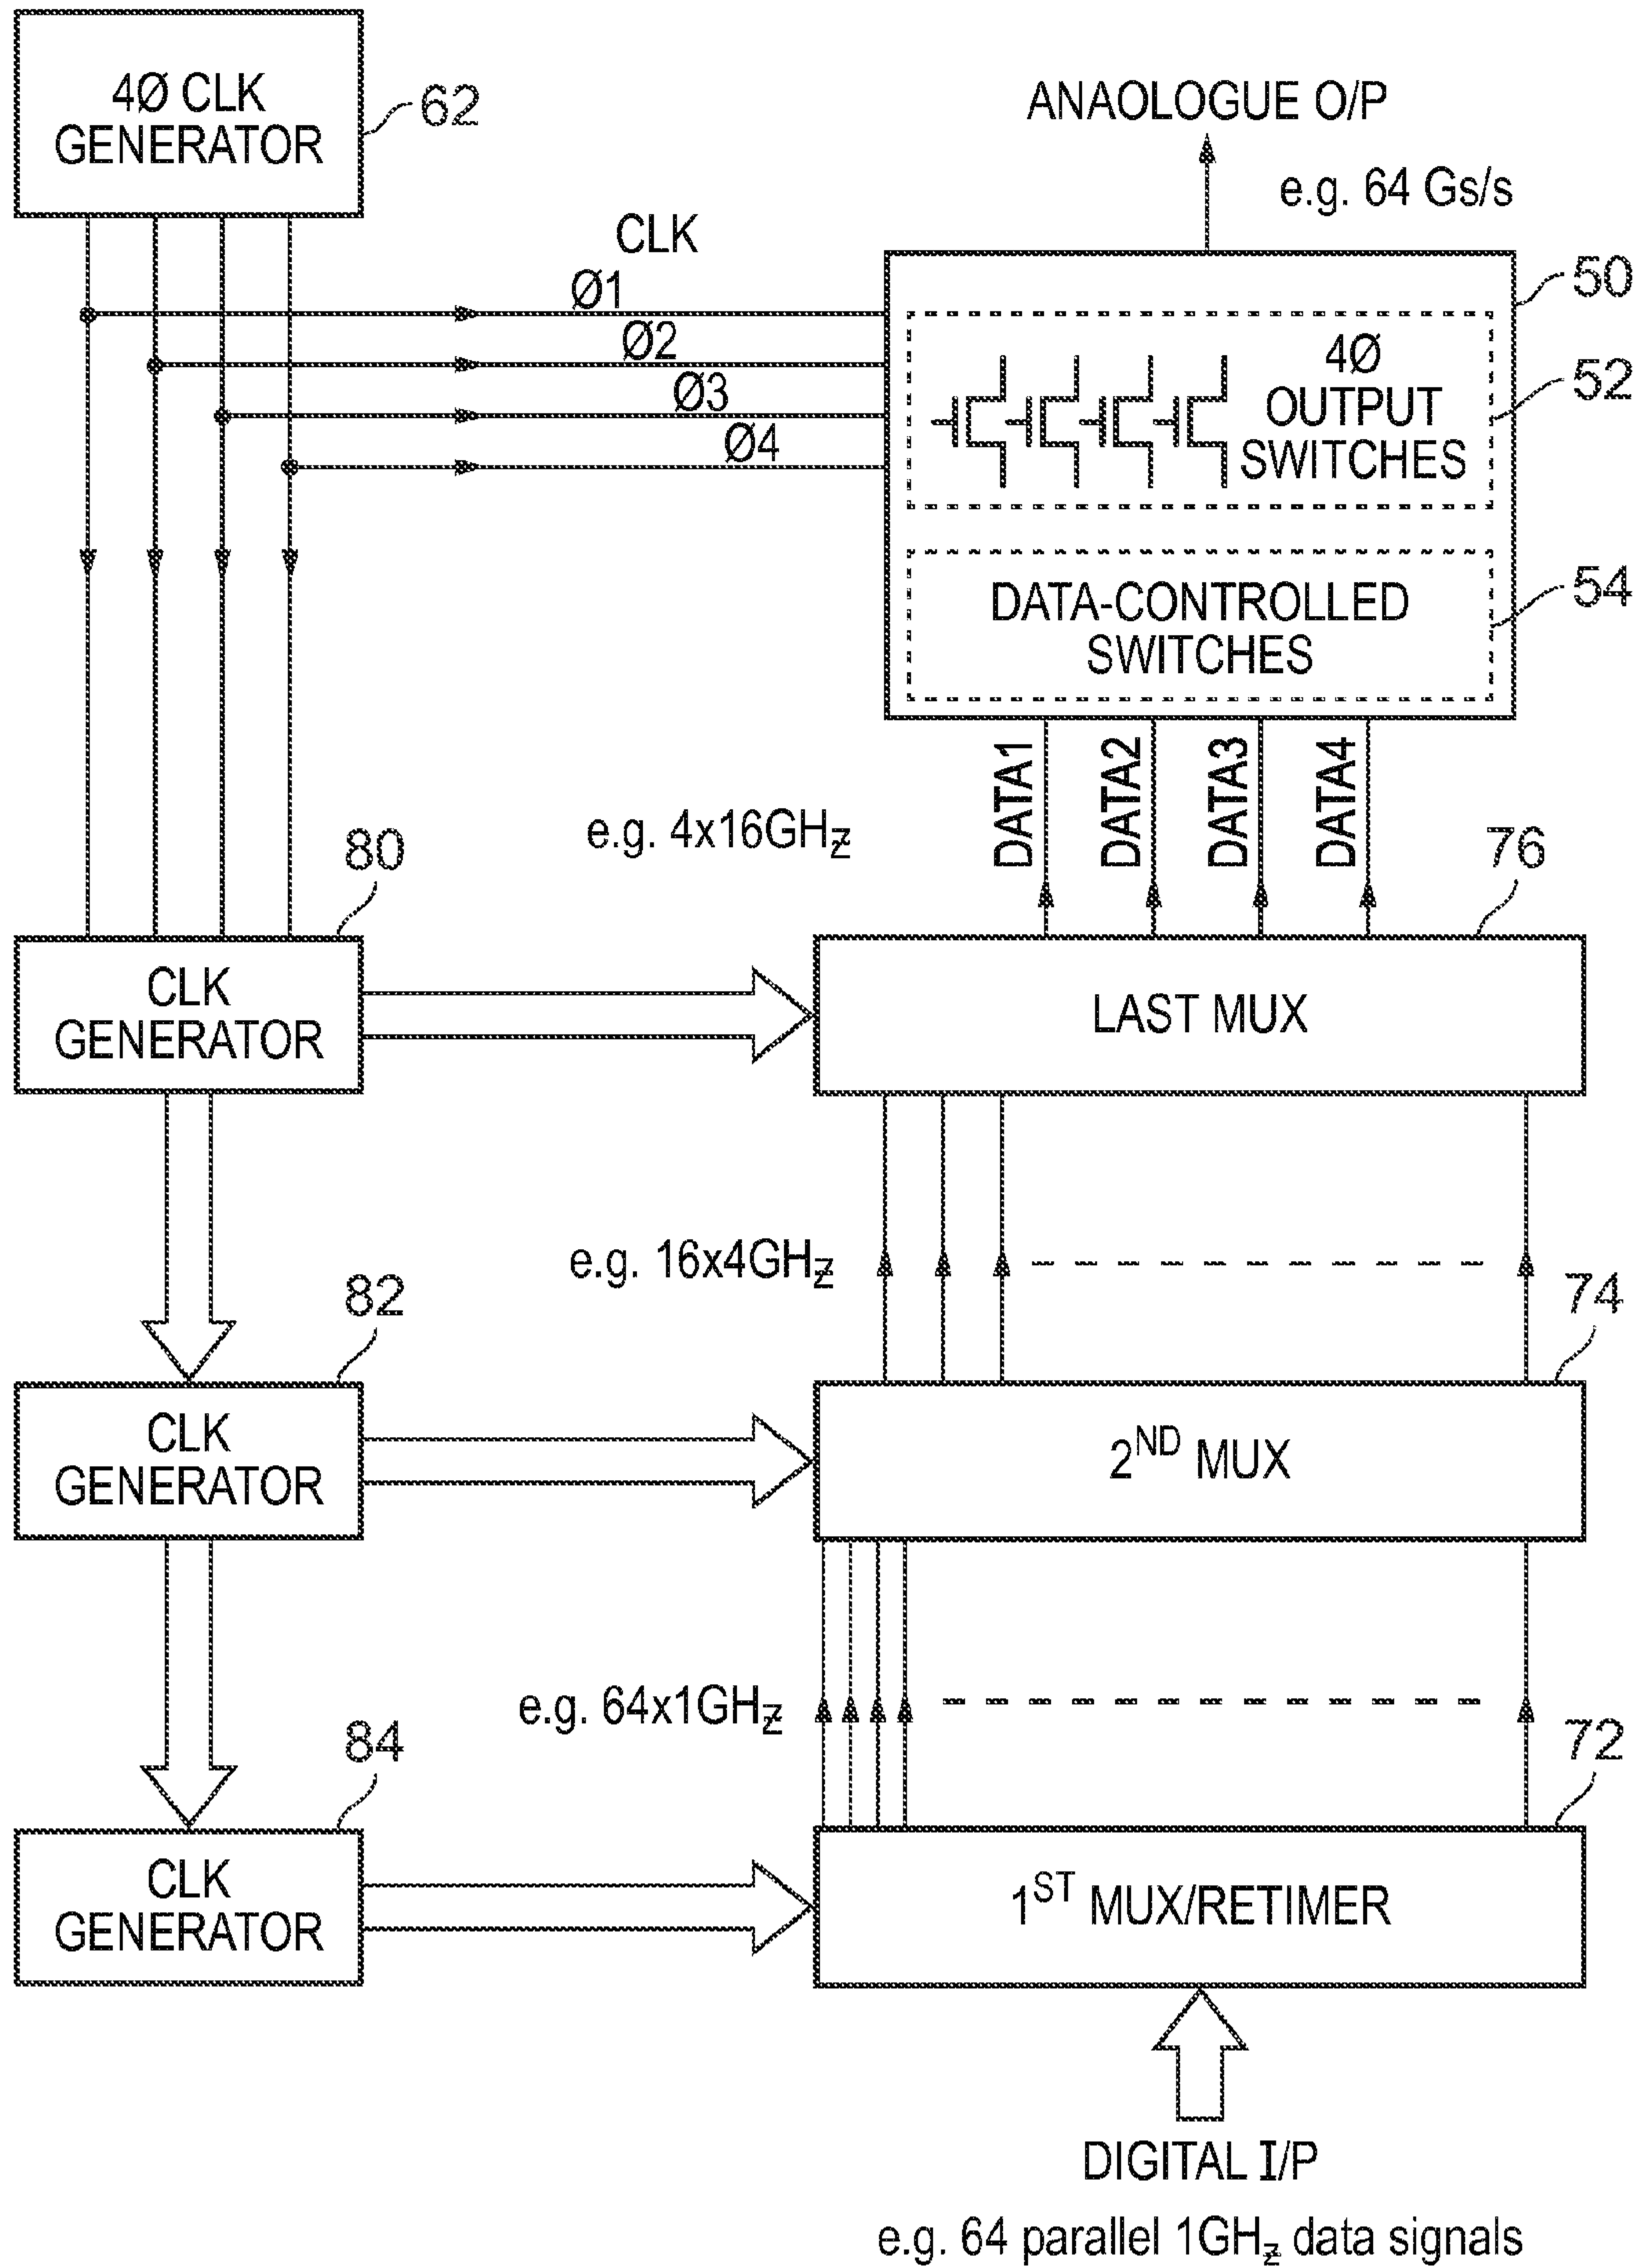 4Ø CLK
GENERATOR
62
ANAOLOGUE O/P
e.g. 64 Gs/s
CLK
Ø1
Ø2
Ø3
Ø4
50
4Ø
OUTPUT
SWITCHES
52
DATA-CONTROLLED
SWITCHES
54
DATA1
DATA2
DATA3
DATA4
e.g. 4x16GHz
80
CLK
GENERATOR
76
LAST MUX
e.g. 16x4GHz
82
CLK
GENERATOR
74
2ND MUX
e.g. 64x1GHz
84
CLK
GENERATOR
72
1ST MUX/RETIMER
DIGITAL I/P
e.g. 64 parallel 1GHz data signals